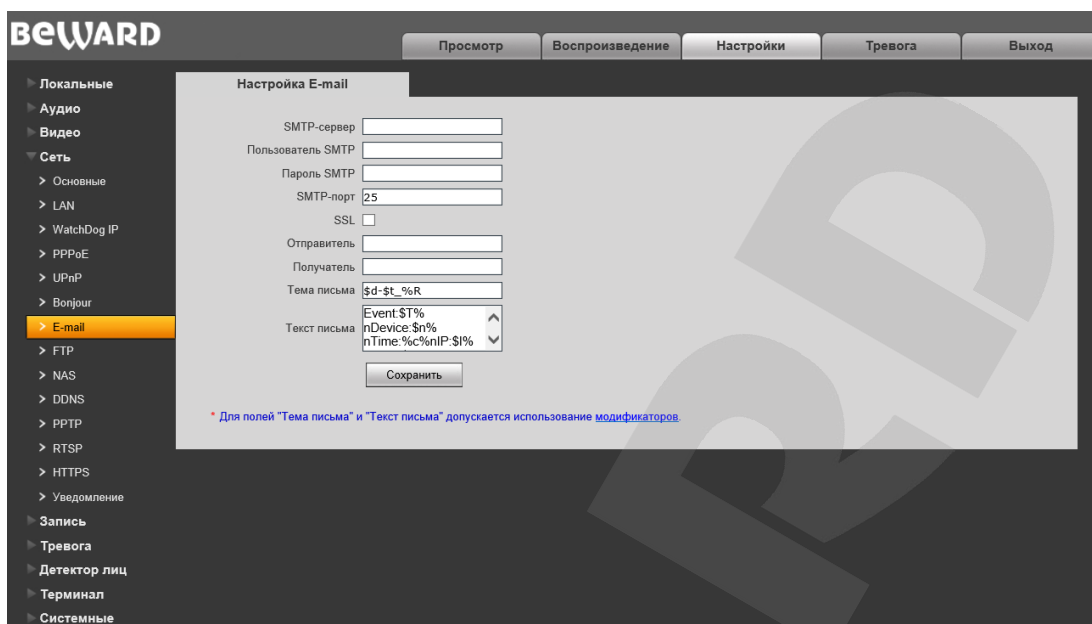 BEWARD
Просмотр Воспроизведение Настройки Тревога Выход
Локальные
Аудио
Видео
Сеть
Основные
LAN
WatchDog IP
PPPoE
UPnP
Bonjour
E-mail
FTP
NAS
DDNS
PPTP
RTSP
HTTPS
Уведомление
Запись
Тревога
Детектор лиц
Терминал
Системные
Настройка E-mail
SMTP-сервер
Пользователь SMTP
Пароль SMTP
SMTP-порт 25
SSL
Отправитель
Получатель
Тема письма $d-$t_%R
Текст письма Event:$T%
nDevice:$n%
nTime:%c%nIP:$I%
Сохранить
* Для полей "Тема письма" и "Текст письма" допускается использование модификаторов.
RD